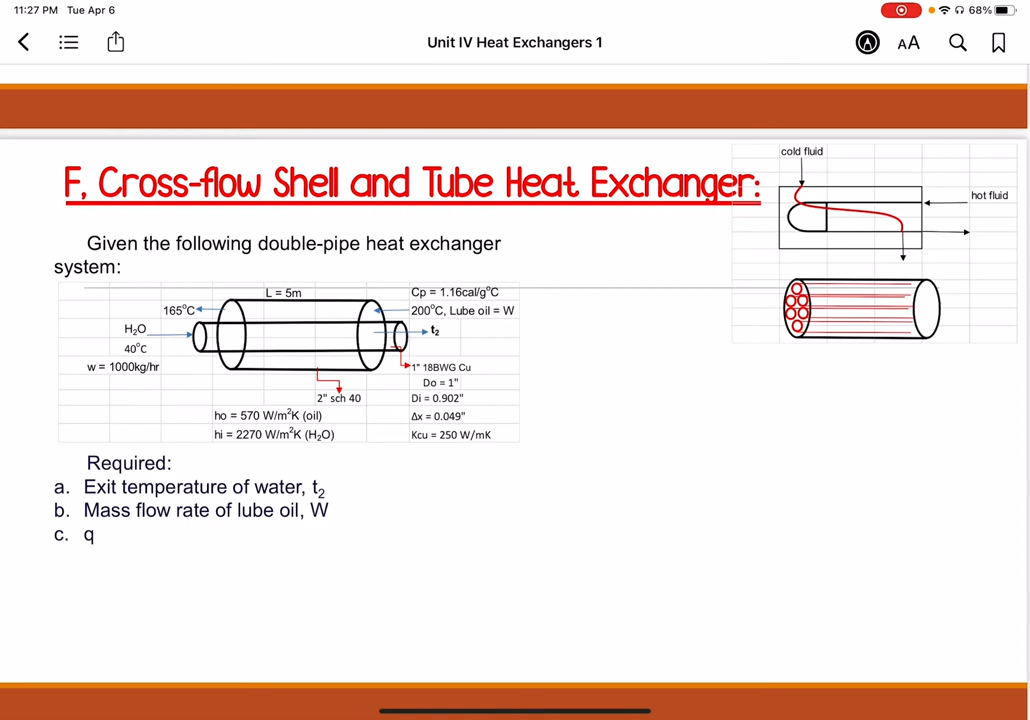 11:27 PM Tue Apr 6
68%
Unit IV Heat Exchangers 1
AA
F, Cross-flow Shell and Tube Heat Exchanger:
cold fluid
hot fluid
Given the following double-pipe heat exchanger
system:
L = 5m
Cp = 1.16cal/g°C
165°C
200°C, Lube oil = W
H₂O
t₂
40°C
w = 1000kg/hr
1" 18BWG Cu
Do = 1"
2" sch 40
Di = 0.902"
ho = 570 W/m²K (oil)
Δx = 0.049"
hi = 2270 W/m²K (H₂O)
Kcu = 250 W/mK
Required:
a. Exit temperature of water, t₂
b. Mass flow rate of lube oil, W
c. q